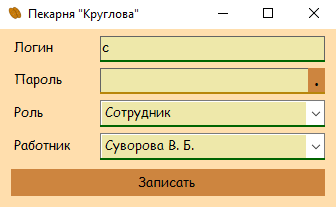 Пекарня "Круглова"
Логин
с
Пароль
.
Роль
Сотрудник
Работник
Суворова В. Б.
Записать